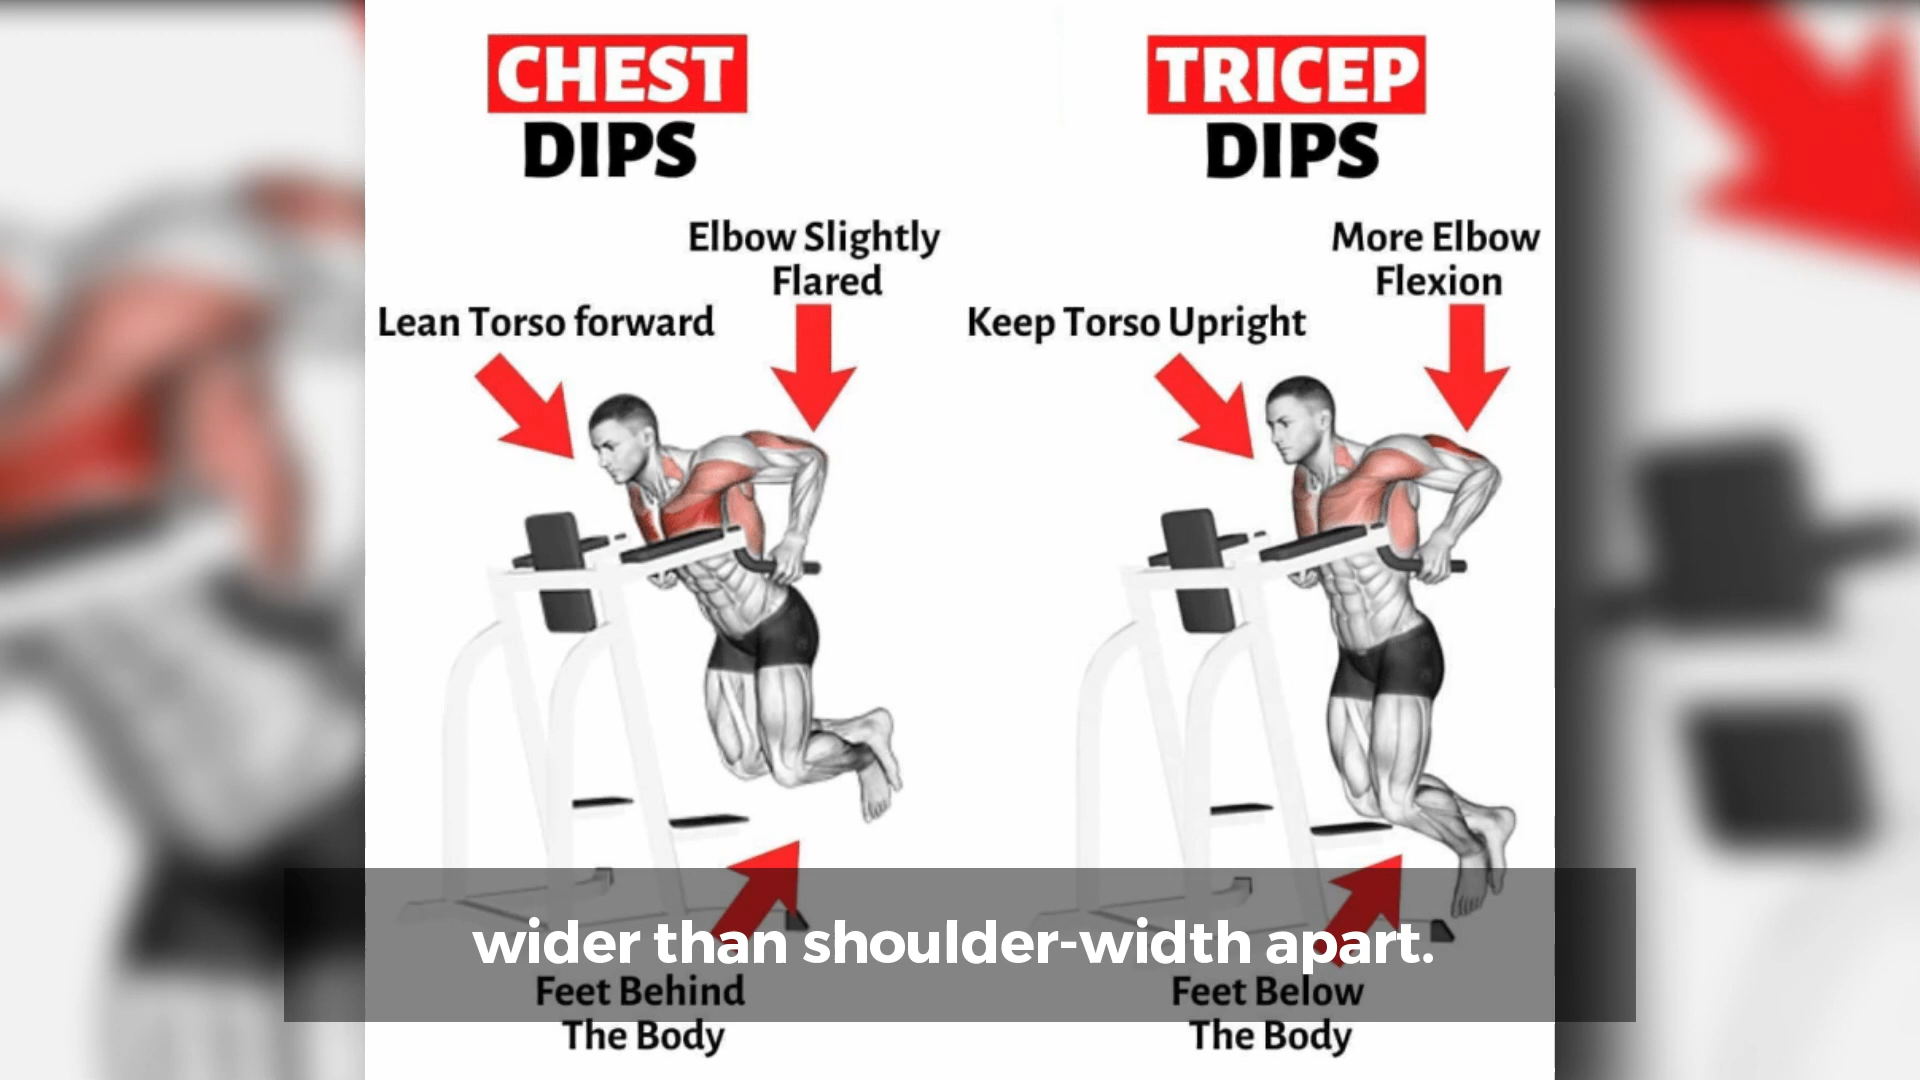 CHEST
DIPS
Elbow Slightly
Flared
Lean Torso forward
Feet Behind
The Body
TRICEP
DIPS
More Elbow
Flexion
Keep Torso Upright
Feet Below
The Body
wider than shoulder-width apart.